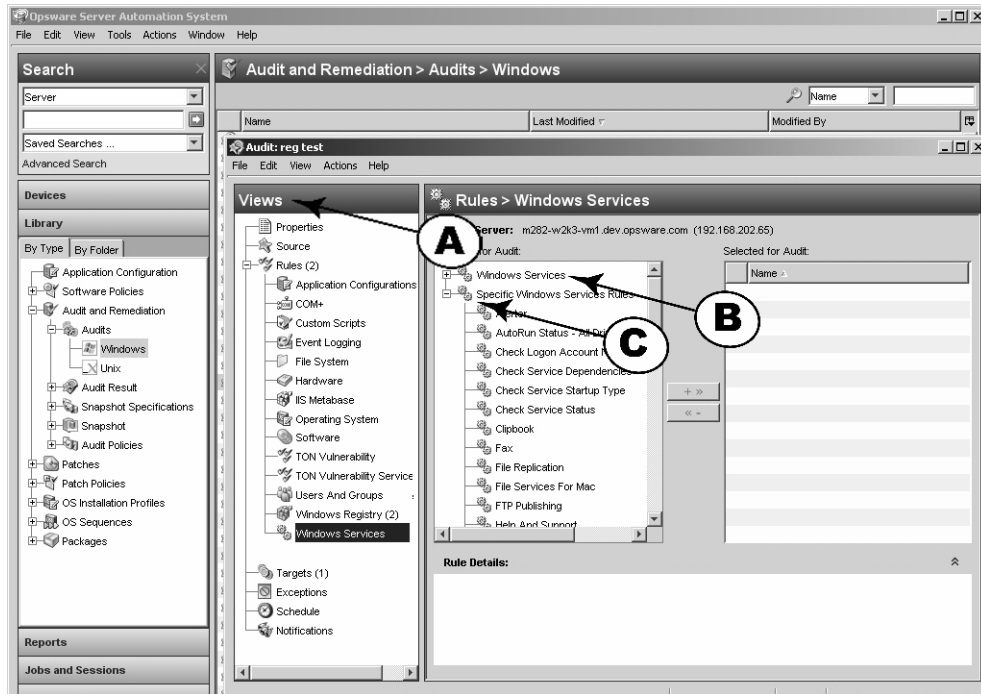 Opsware Server Automation System
File Edit View Tools Actions Window Help
Search
Server
Saved Searches ...
Advanced Search
Devices
Library
By Type By Folder
Application Configuration
Software Policies
Audit and Remediation
Audits
Windows
Unix
Audit Result
Snapshot Specifications
Snapshot
Audit Policies
Patches
Patch Policies
OS Installation Profiles
OS Sequences
Packages
Reports
Jobs and Sessions
Audit and Remediation > Audits > Windows
Name
Name Last Modified Modified By
Audit: reg test
File Edit View Actions Help
Views
Properties
Source
Rules (2)
Application Configurations
COM+
Custom Scripts
Event Logging
File System
Hardware
IIS Metabase
Operating System
Software
TON Vulnerability
TON Vulnerability Service
Users And Groups
Windows Registry (2)
Windows Services
Targets (1)
Exceptions
Schedule
Notifications
Rules > Windows Services
Server: m282-w2k3-vm1.dev.opsware.com (192.168.202.65)
for Audit: Selected for Audit:
Windows Services
Specific Windows Services Rules
AutoRun Status - All
Check Logon Account
Check Service Dependencies
Check Service Startup Type
Check Service Status
Clipbook
Fax
File Replication
File Services For Mac
FTP Publishing
Help And Support
+ »
« -
Name
Rule Details:
A
B
C